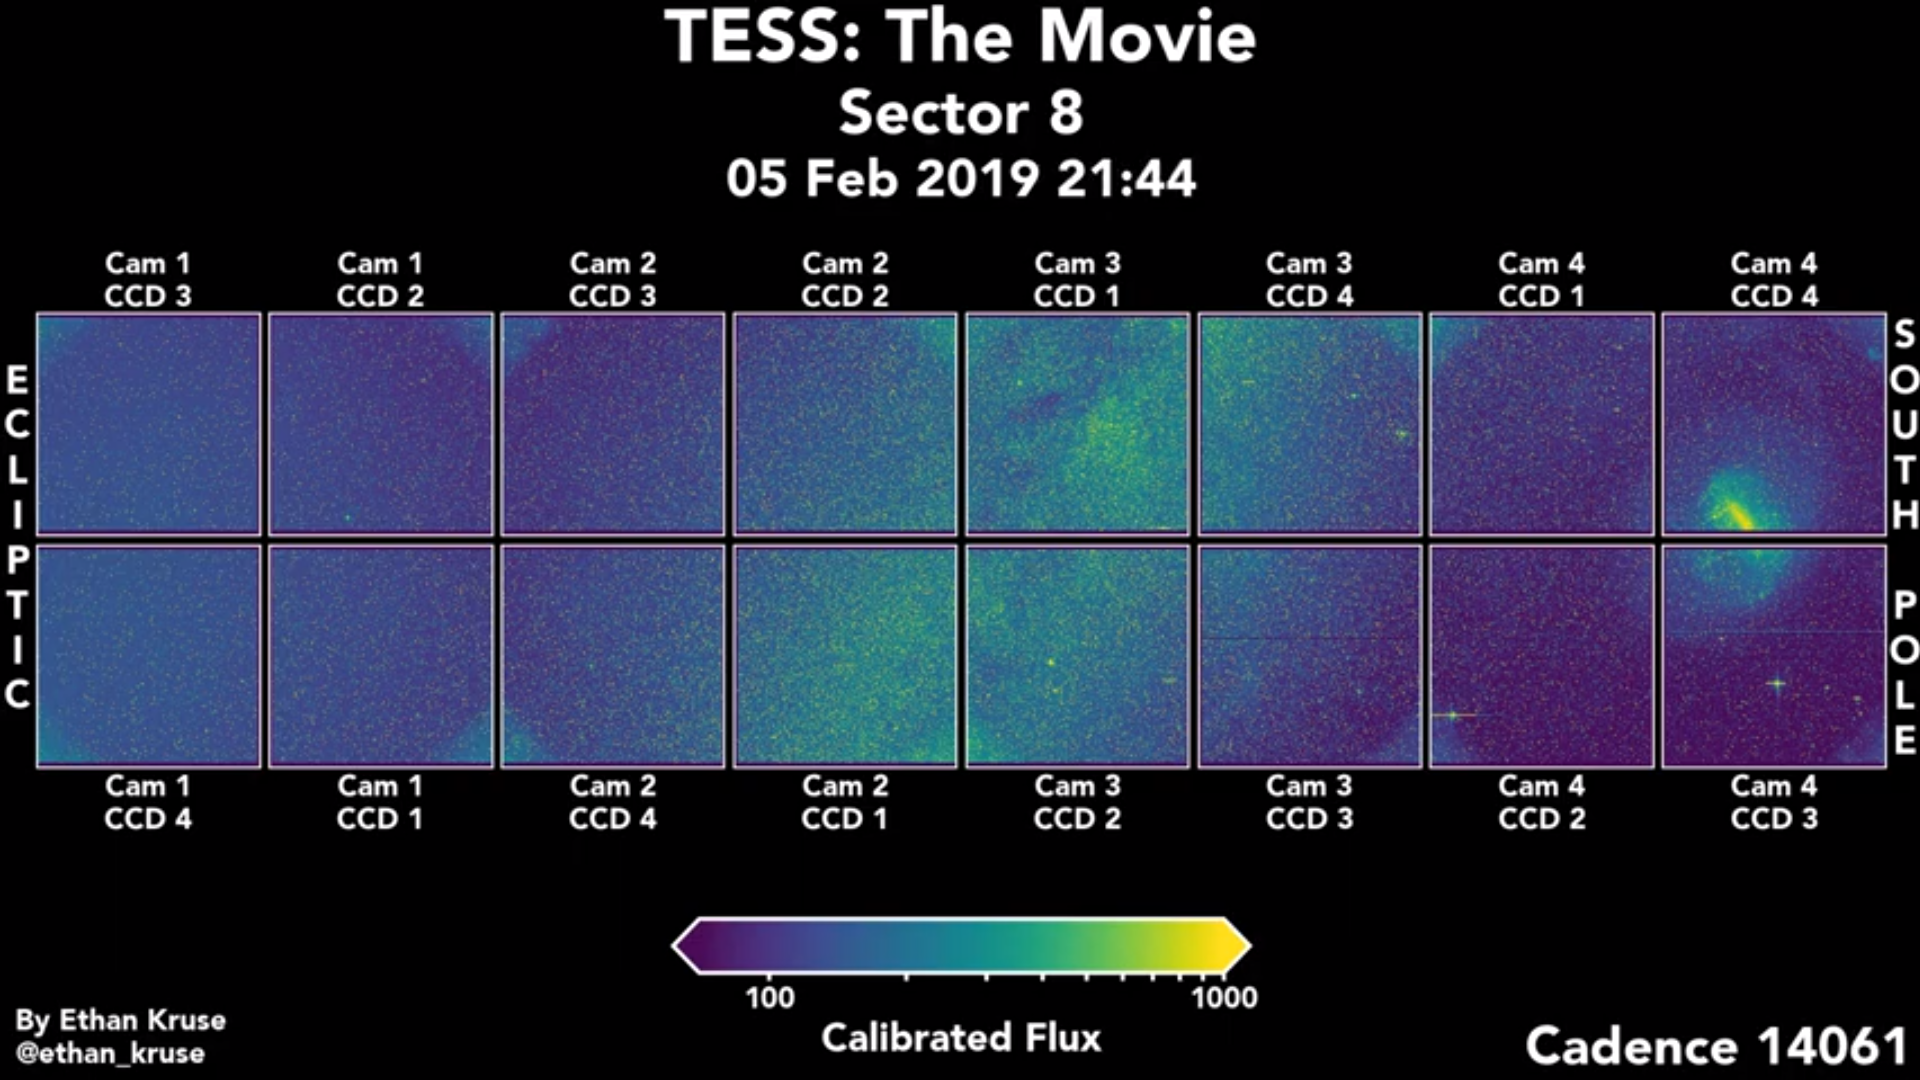 TESS: The Movie
Sector 8
05 Feb 2019 21:44
Cam 1 Cam 1 Cam 2 Cam 2 Cam 3 Cam 3 Cam 4 Cam 4
CCD 3 CCD 2 CCD 3 CCD 2 CCD 1 CCD 4 CCD 1 CCD 4
ECLIPTIC
SOUTH POLE
Cam 1 Cam 1 Cam 2 Cam 2 Cam 3 Cam 3 Cam 4 Cam 4
CCD 4 CCD 1 CCD 4 CCD 1 CCD 2 CCD 3 CCD 2 CCD 3
100 1000
Calibrated Flux
By Ethan Kruse
@ethan_kruse
Cadence 14061